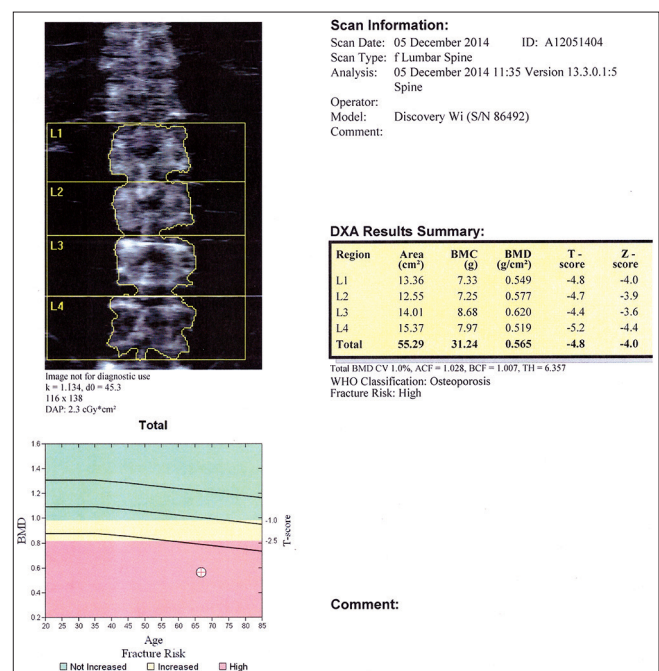 Scan Information:
Scan Date: 05 December 2014 ID: A12051404
Scan Type: f Lumbar Spine
Analysis: 05 December 2014 11:35 Version 13.3.0.1:5
Spine
Operator:
Model: Discovery Wi (S/N 86492)
Comment:
L1
L2
L3
L4
Image not for diagnostic use
k = 1.134, d0 = 45.3
116 x 138
DAP: 2.3 cGy*cm²
DXA Results Summary:
Region Area (cm²) BMC (g) BMD (g/cm²) T - score Z - score
L1 13.36 7.33 0.549 -4.8 -4.0
L2 12.55 7.25 0.577 -4.7 -3.9
L3 14.01 8.68 0.620 -4.4 -3.6
L4 15.37 7.97 0.519 -5.2 -4.4
Total 55.29 31.24 0.565 -4.8 -4.0
Total BMD CV 1.0%, ACF = 1.028, BCF = 1.007, TH = 6.357
WHO Classification: Osteoporosis
Fracture Risk: High
Total
BMD
1.6
1.4
1.2
1.0
0.8
0.6
0.4
0.2
-1.0
-2.5
T-score
20 25 30 35 40 45 50 55 60 65 70 75 80 85
Age
Fracture Risk
Not Increased Increased High
Comment: